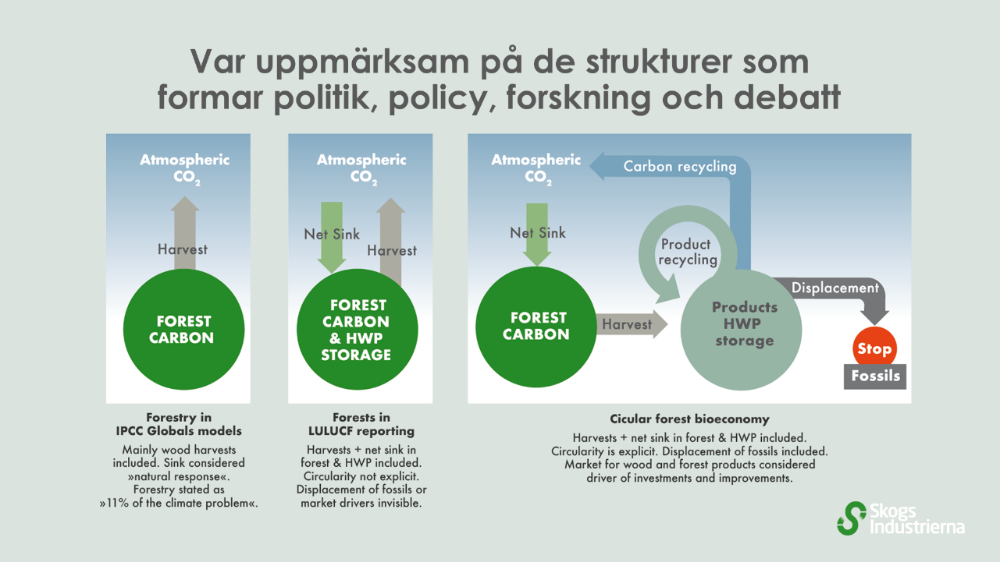 Var uppmärksam på de strukturer som
formar politik, policy, forskning och debatt
Atmospheric
CO2
Harvest
FOREST
CARBON
Forestry in
IPCC Globals models
Mainly wood harvests
included. Sink considered
»natural response«.
Forestry stated as
»11% of the climate problem«.
Atmospheric
CO2
Net Sink
Harvest
FOREST
CARBON
& HWP
STORAGE
Forests in
LULUCF reporting
Harvests + net sink in
forest & HWP included.
Circularity not explicit.
Displacement of fossils or
market drivers invisible.
Atmospheric
CO2
Carbon recycling
Net Sink
Product
recycling
FOREST
CARBON
Harvest
Products
HWP
storage
Displacement
Stop
Fossils
Cicular forest bioeconomy
Harvests + net sink in forest & HWP included.
Circularity is explicit. Displacement of fossils included.
Market for wood and forest products considered
driver of investments and improvements.
Skogs
Industrierna